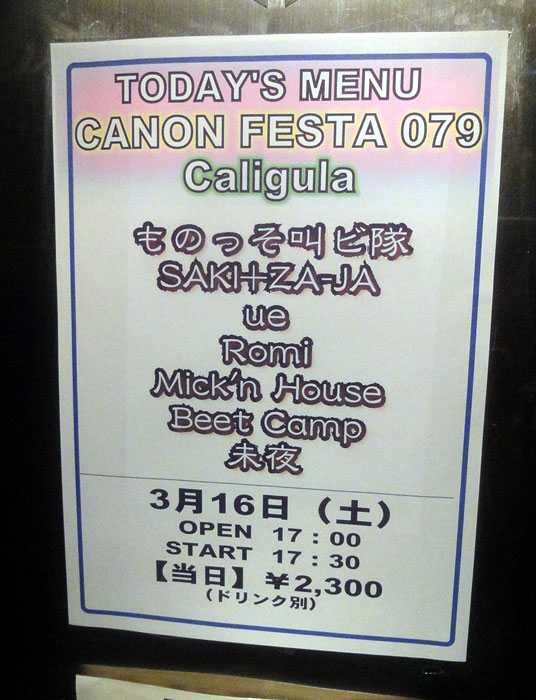 TODAY'S MENU
CANON FESTA 079
Caligula
ものっそ叫ビ隊
SAKI+ZA-JA
ue
Romi
Mick'n House
Beet Camp
未夜
3月16日（土）
OPEN 17：00
START 17：30
【当日】￥2,300
（ドリンク別）